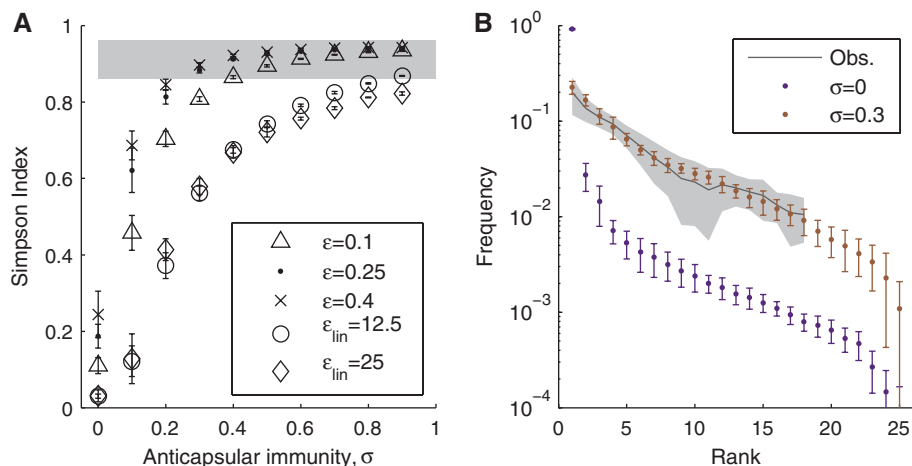 A
Simpson Index
1
0.8
0.6
0.4
0.2
0
0 0.2 0.4 0.6 0.8 1
Anticapsular immunity, σ
ε=0.1
ε=0.25
ε=0.4
ε_lin=12.5
ε_lin=25
B
Frequency
10^0
10^-1
10^-2
10^-3
10^-4
0 5 10 15 20 25
Rank
Obs.
σ=0
σ=0.3